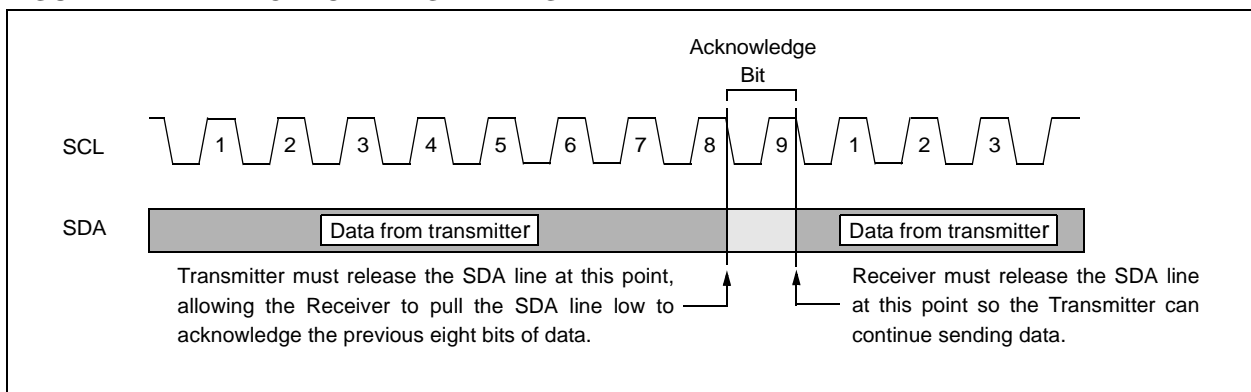 Acknowledge
Bit
SCL
1 2 3 4 5 6 7 8 9 1 2 3
SDA
Data from transmitter Data from transmitter
Transmitter must release the SDA line at this point,
allowing the Receiver to pull the SDA line low to
acknowledge the previous eight bits of data.
Receiver must release the SDA line
at this point so the Transmitter can
continue sending data.